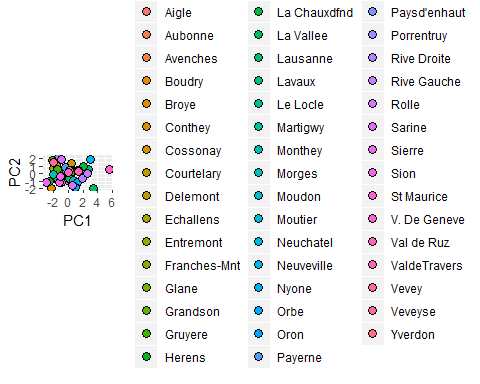 Aigle
Aubonne
Avenches
Boudry
Broye
Conthey
Cossonay
Courtelary
Delemont
Echallens
Entremont
Franches-Mnt
Glane
Grandson
Gruyere
Herens
La Chauxdfnd
La Vallee
Lausanne
Lavaux
Le Locle
Martigwy
Monthey
Morges
Moudon
Moutier
Neuchatel
Neuveville
Nyone
Orbe
Oron
Payerne
Paysd'enhaut
Porrentruy
Rive Droite
Rive Gauche
Rolle
Sarine
Sierre
Sion
St Maurice
V. De Geneve
Val de Ruz
ValdeTravers
Vevey
Veveyse
Yverdon
PC2
2
0
-2
-2 0 2 4 6
PC1